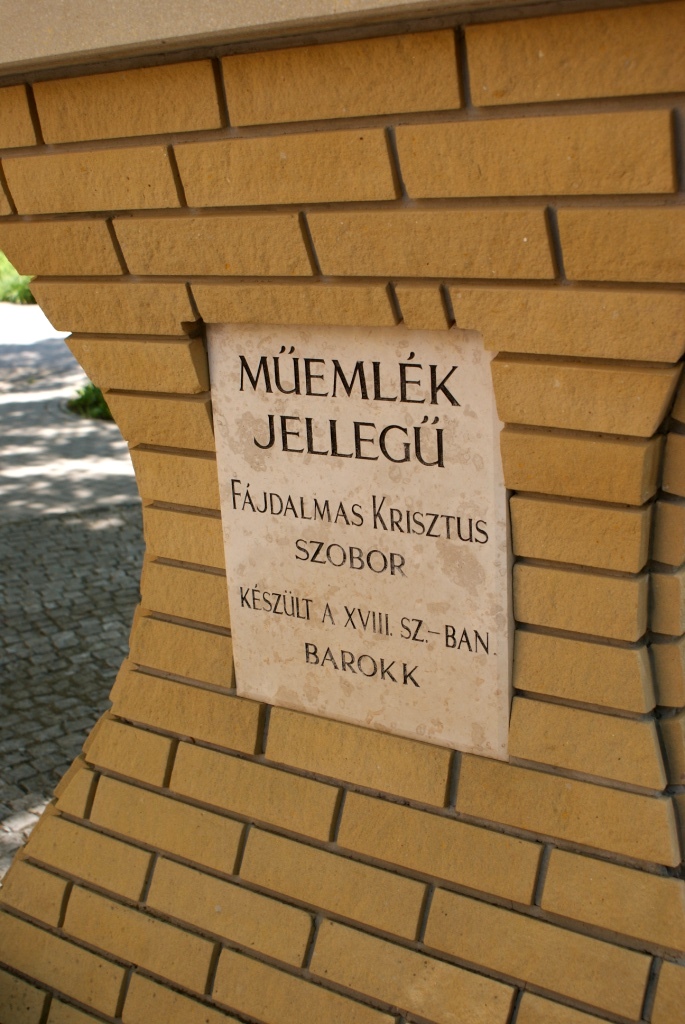 MŰEMLÉK
JELLEGŰ
FÁJDALMAS KRISZTUS
SZOBOR
KÉSZÜLT A XVIII. SZ.-BAN.
BAROKK